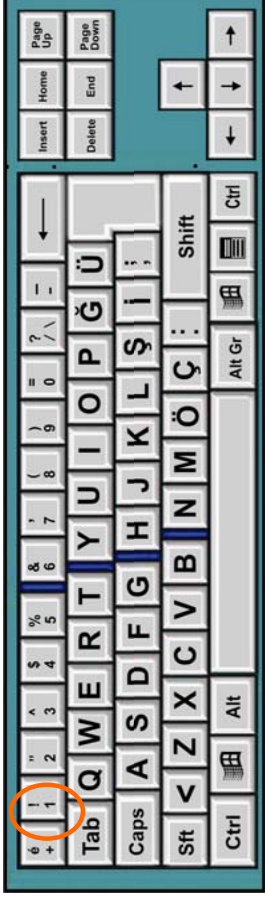 é + ! 1 " 2 ^ 3 $ 4 % 5 & 6 ' 7 ( 8 ) 9 = 0 ? / \ _ - ← Insert Home Page Up
Tab Q W E R T Y U I O P Ğ Ü Delete End Page Down
Caps A S D F G H J K L Ş İ ; ,
Sft < Z X C V B N M Ö Ç : . Shift ↑
Ctrl Alt Alt Gr Ctrl ← ↓ →